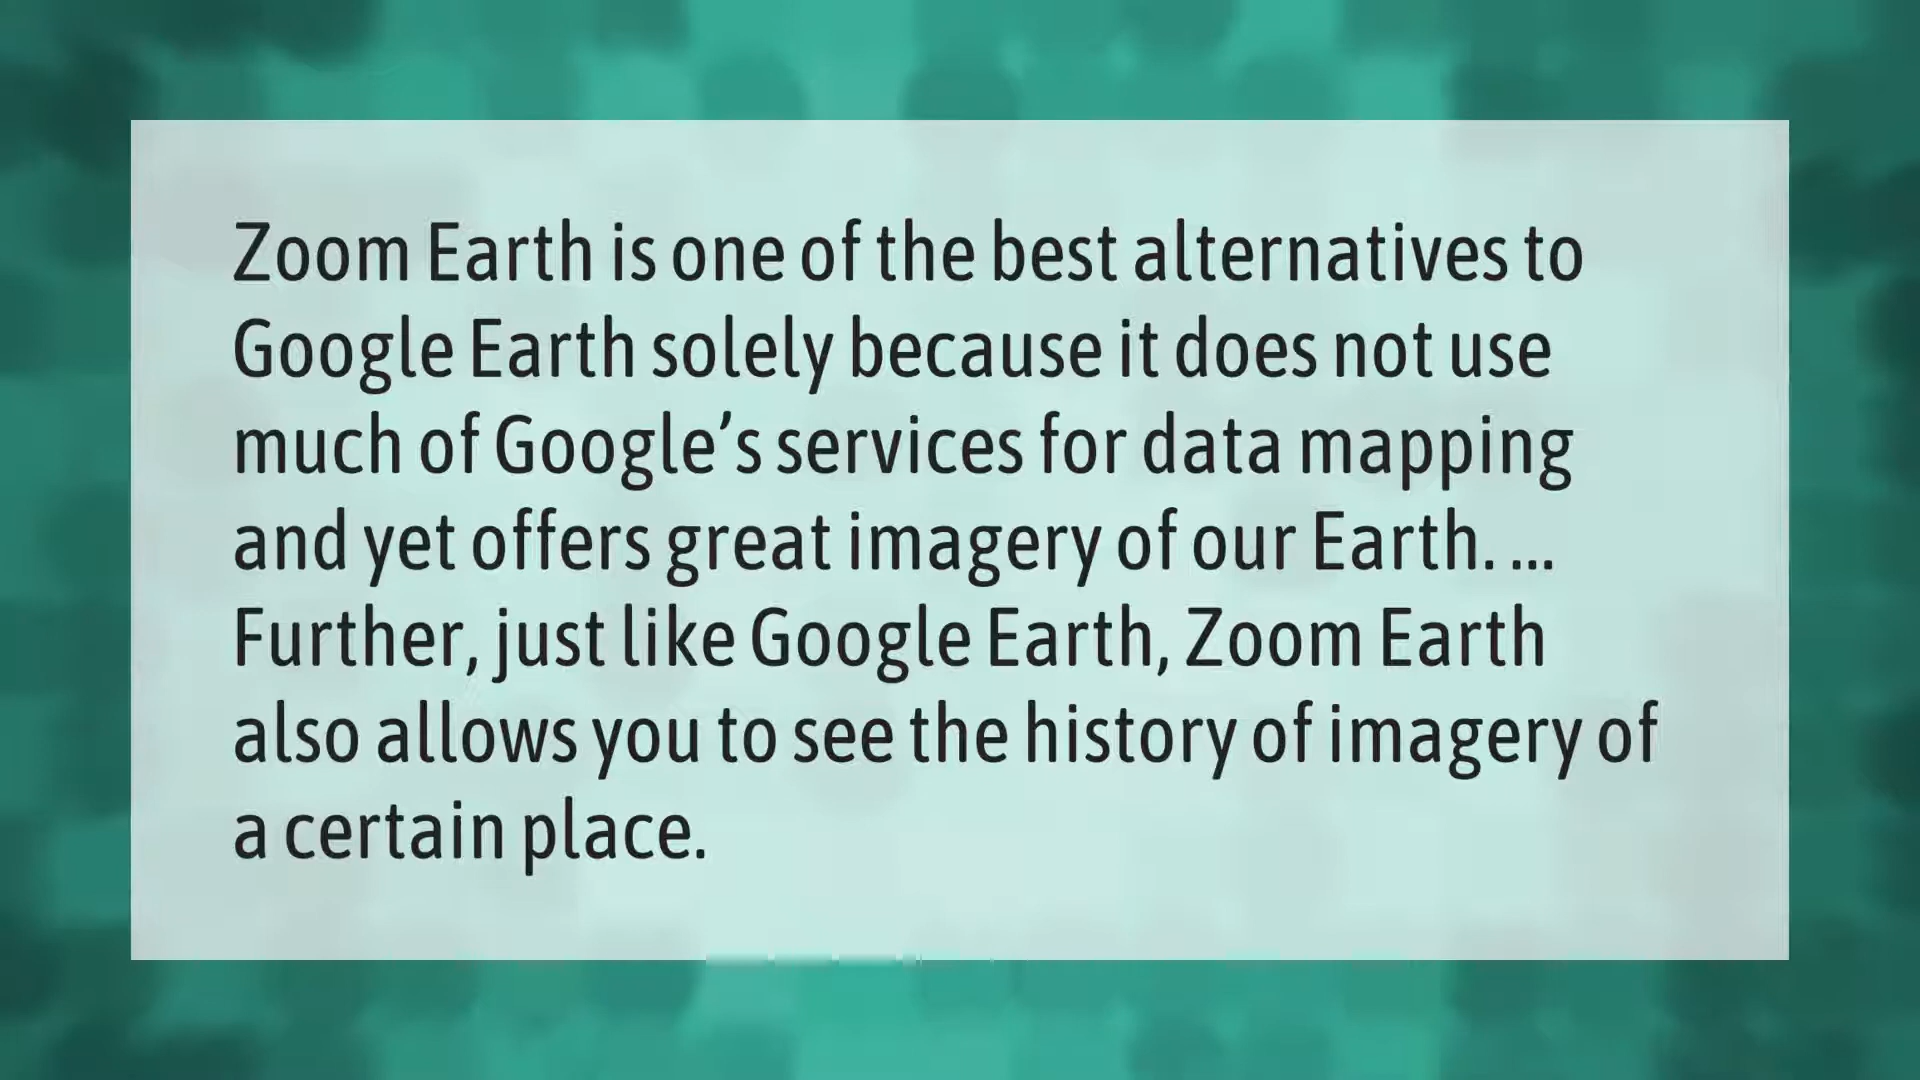 Zoom Earth is one of the best alternatives to
Google Earth solely because it does not use
much of Google’s services for data mapping
and yet offers great imagery of our Earth. ...
Further, just like Google Earth, Zoom Earth
also allows you to see the history of imagery of
a certain place.